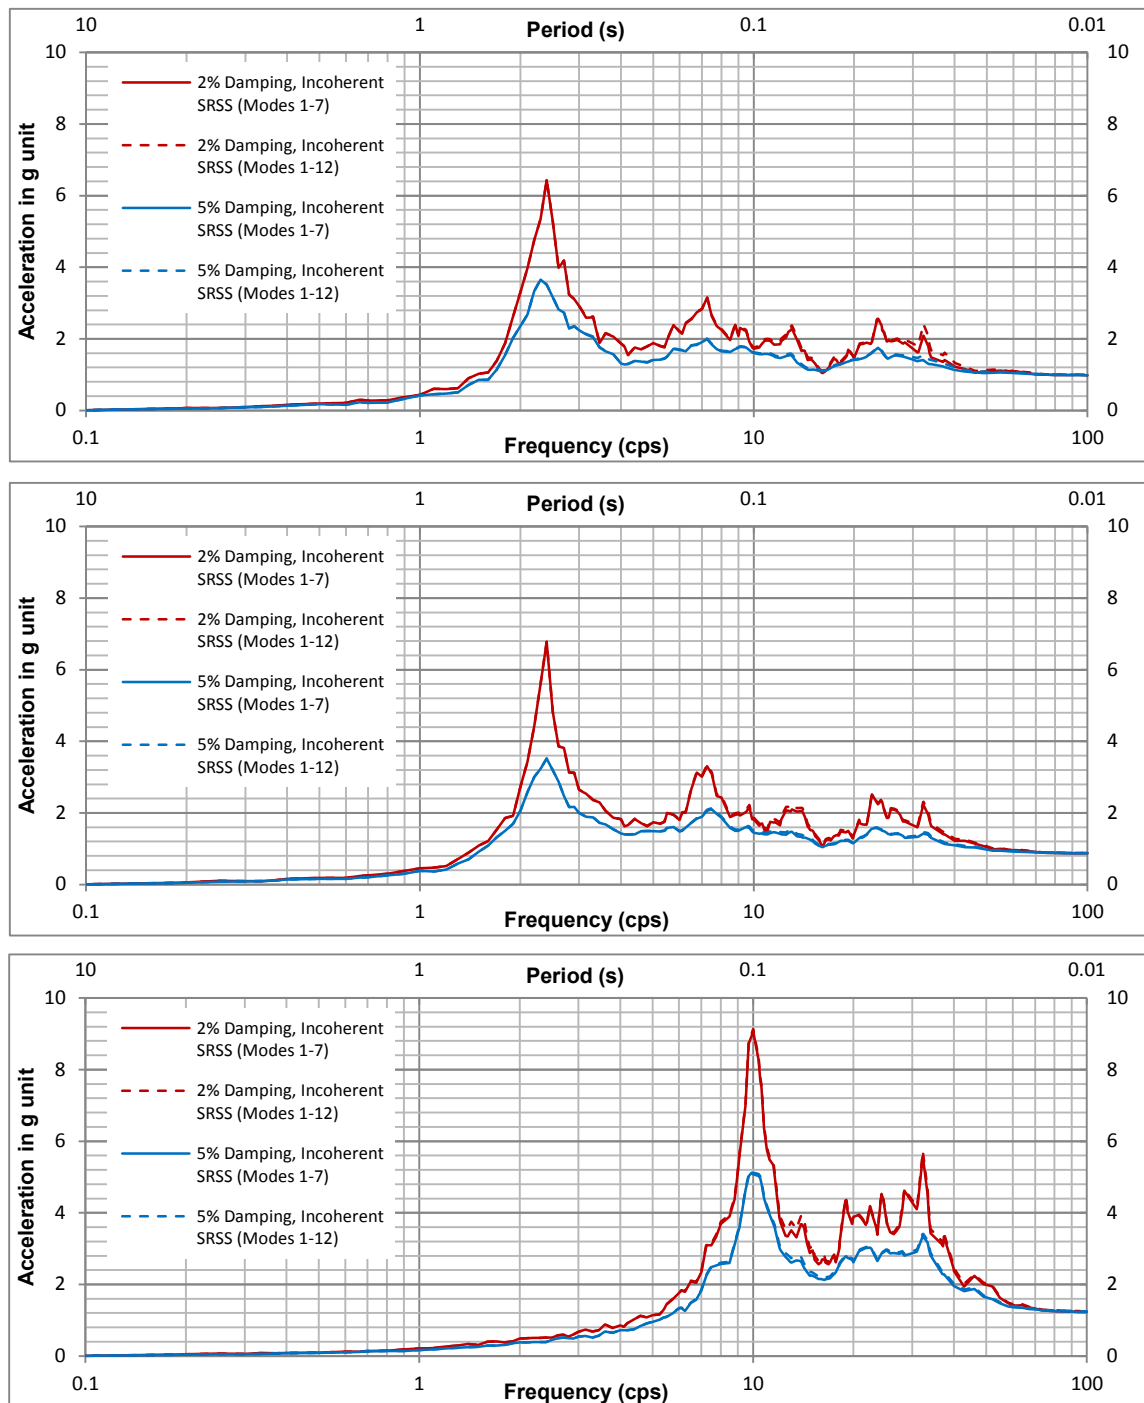 10 1 Period (s) 0.1 0.01
10 10
2% Damping, Incoherent
SRSS (Modes 1-7)
8 8
2% Damping, Incoherent
SRSS (Modes 1-12)
6 6
5% Damping, Incoherent
SRSS (Modes 1-7)
4 4
5% Damping, Incoherent
SRSS (Modes 1-12)
2 2
0 0
Acceleration in g unit
0.1 1 10 100
Frequency (cps)
10 1 Period (s) 0.1 0.01
10 10
2% Damping, Incoherent
SRSS (Modes 1-7)
8 8
2% Damping, Incoherent
SRSS (Modes 1-12)
6 6
5% Damping, Incoherent
SRSS (Modes 1-7)
4 4
5% Damping, Incoherent
SRSS (Modes 1-12)
2 2
0 0
Acceleration in g unit
0.1 1 10 100
Frequency (cps)
10 1 Period (s) 0.1 0.01
10 10
2% Damping, Incoherent
SRSS (Modes 1-7)
8 8
2% Damping, Incoherent
SRSS (Modes 1-12)
6 6
5% Damping, Incoherent
SRSS (Modes 1-7)
4 4
5% Damping, Incoherent
SRSS (Modes 1-12)
2 2
0 0
Acceleration in g unit
0.1 1 10 100
Frequency (cps)